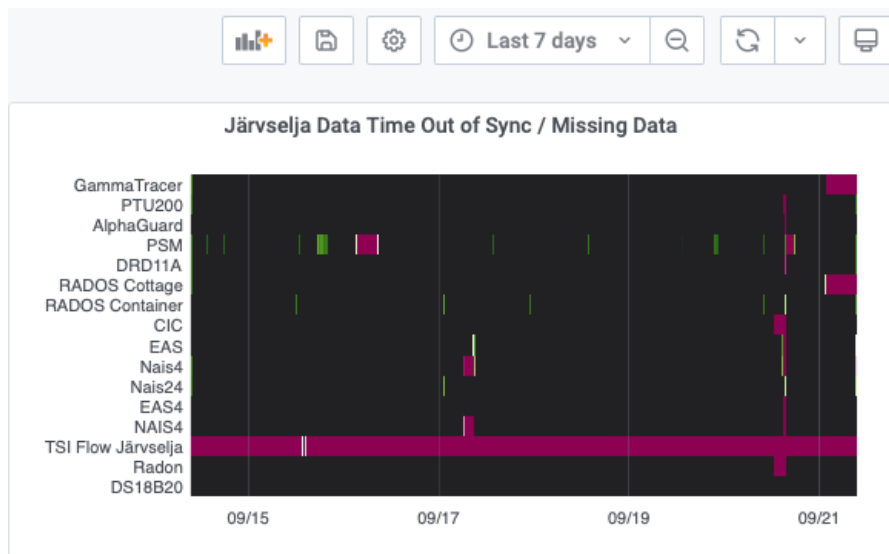 Last 7 days
Järvselja Data Time Out of Sync / Missing Data
GammaTracer
PTU200
AlphaGuard
PSM
DRD11A
RADOS Cottage
RADOS Container
CIC
EAS
Nais4
Nais24
EAS4
NAIS4
TSI Flow Järvselja
Radon
DS18B20
09/15 09/17 09/19 09/21